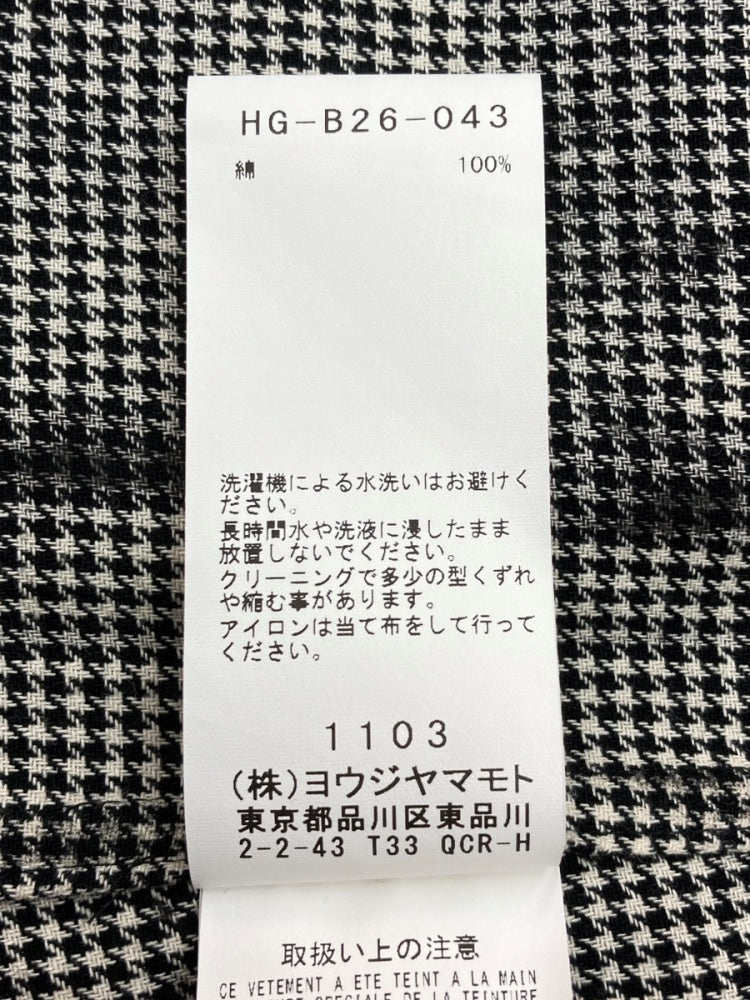 HG-B26-043
綿 100%
洗濯機による水洗いはお避けく
ださい。
長時間水や洗液に浸したまま
放置しないでください。
クリーニングで多少の型くずれ
や縮む事があります。
アイロンは当て布をして行って
ください。
1103
(株)ヨウジヤマモト
東京都品川区東品川
2-2-43 T33 QCR-H
取扱い上の注意
CE VETEMENT A ETE TEINT A LA MAIN
SPECIALE DE LA TEINTURE